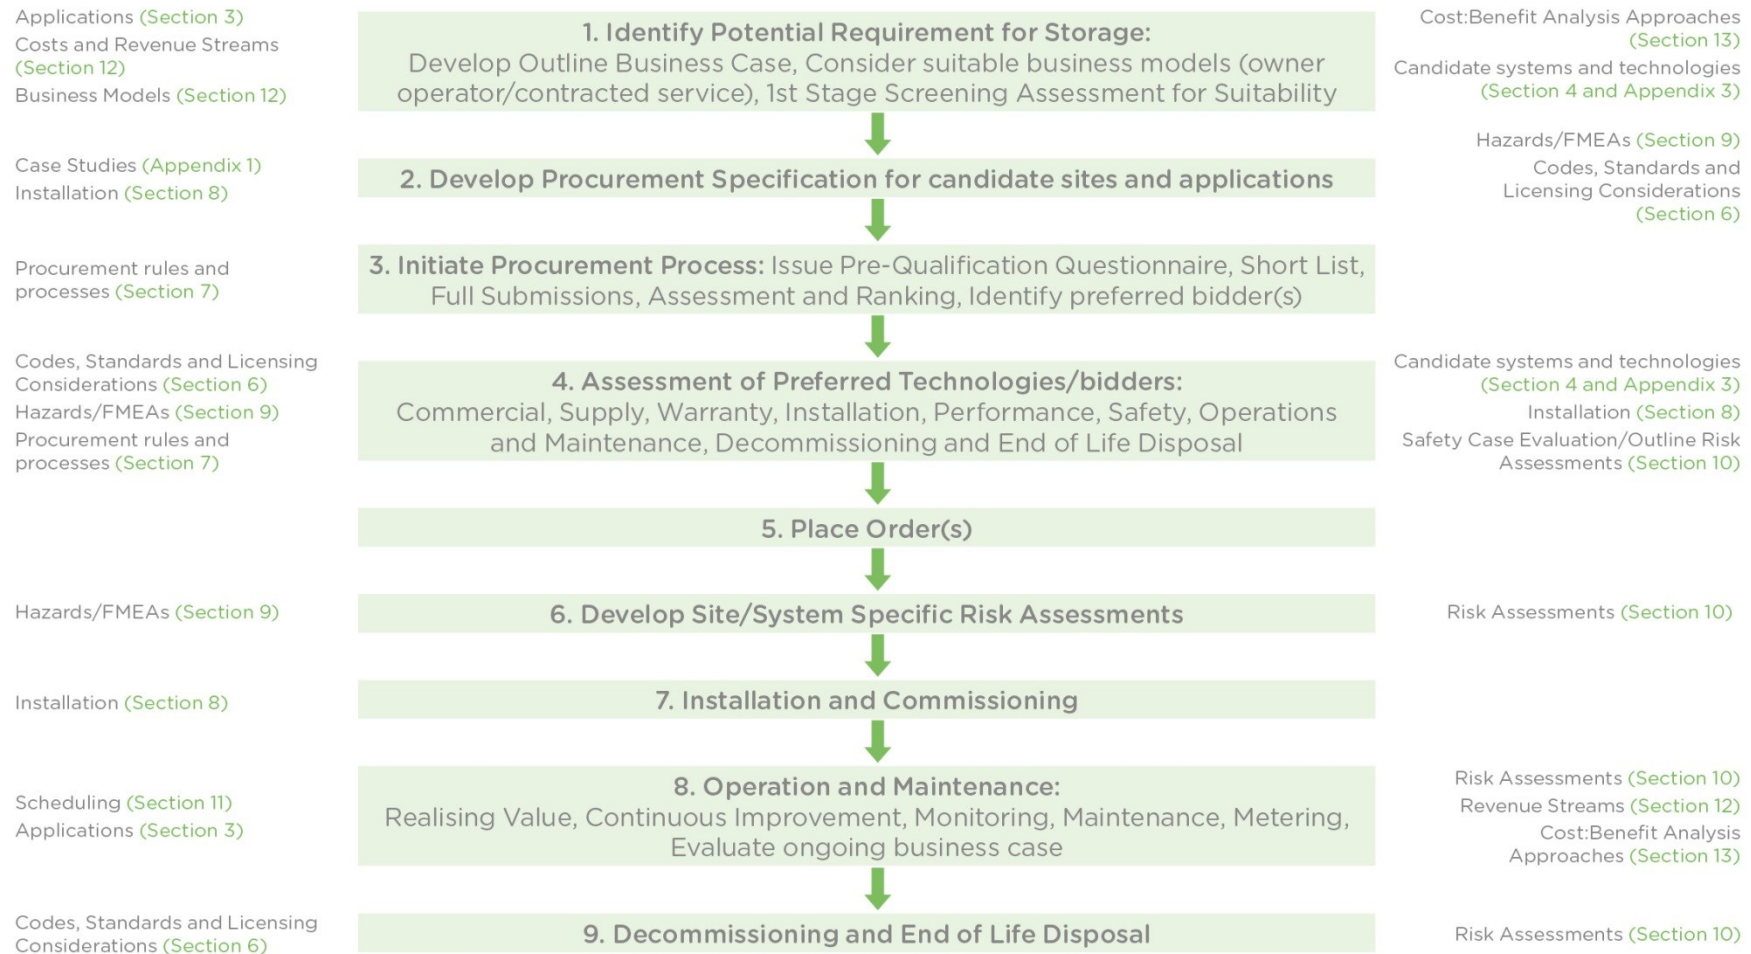 Applications (Section 3)
Costs and Revenue Streams
(Section 12)
Business Models (Section 12)
1. Identify Potential Requirement for Storage:
Develop Outline Business Case, Consider suitable business models (owner
operator/contracted service), 1st Stage Screening Assessment for Suitability
Cost:Benefit Analysis Approaches
(Section 13)
Candidate systems and technologies
(Section 4 and Appendix 3)
Case Studies (Appendix 1)
Installation (Section 8)
2. Develop Procurement Specification for candidate sites and applications
Hazards/FMEAs (Section 9)
Codes, Standards and
Licensing Considerations
(Section 6)
Procurement rules and
processes (Section 7)
3. Initiate Procurement Process: Issue Pre-Qualification Questionnaire, Short List,
Full Submissions, Assessment and Ranking, Identify preferred bidder(s)
Codes, Standards and Licensing
Considerations (Section 6)
Hazards/FMEAs (Section 9)
Procurement rules and
processes (Section 7)
4. Assessment of Preferred Technologies/bidders:
Commercial, Supply, Warranty, Installation, Performance, Safety, Operations
and Maintenance, Decommissioning and End of Life Disposal
Candidate systems and technologies
(Section 4 and Appendix 3)
Installation (Section 8)
Safety Case Evaluation/Outline Risk
Assessments (Section 10)
5. Place Order(s)
Hazards/FMEAs (Section 9)
6. Develop Site/System Specific Risk Assessments
Risk Assessments (Section 10)
Installation (Section 8)
7. Installation and Commissioning
Scheduling (Section 11)
Applications (Section 3)
8. Operation and Maintenance:
Realising Value, Continuous Improvement, Monitoring, Maintenance, Metering,
Evaluate ongoing business case
Risk Assessments (Section 10)
Revenue Streams (Section 12)
Cost:Benefit Analysis
Approaches (Section 13)
Codes, Standards and Licensing
Considerations (Section 6)
9. Decommissioning and End of Life Disposal
Risk Assessments (Section 10)